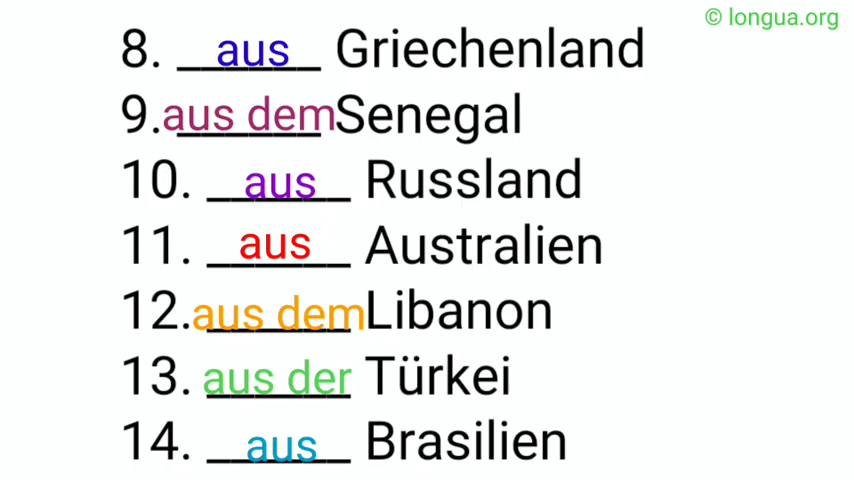 © longua.org
8. aus Griechenland
9. aus dem Senegal
10. aus Russland
11. aus Australien
12. aus dem Libanon
13. aus der Türkei
14. aus Brasilien